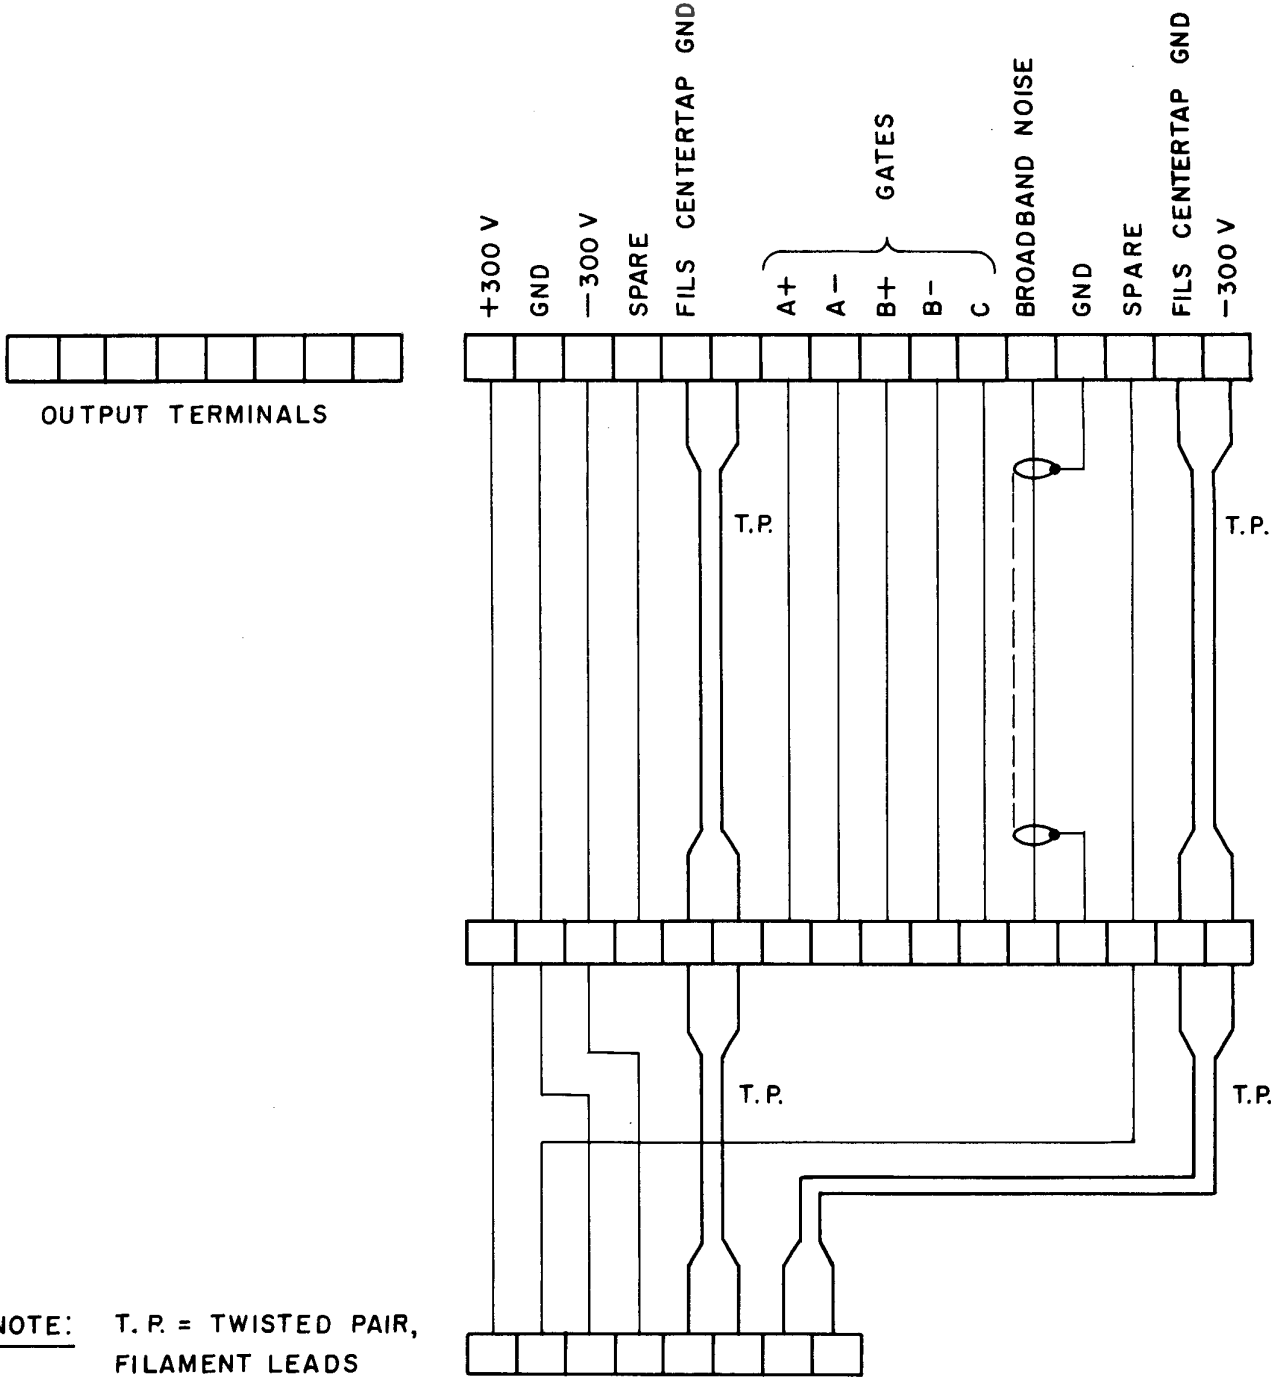 +300 V
GND
−300 V
SPARE
FILS CENTERTAP GND
GATES
A+
A−
B+
B−
C
BROADBAND NOISE
GND
SPARE
FILS CENTERTAP GND
−300 V
OUTPUT TERMINALS
T.P.
T.P.
T.P.
T.P.
NOTE: T.P. = TWISTED PAIR,
FILAMENT LEADS